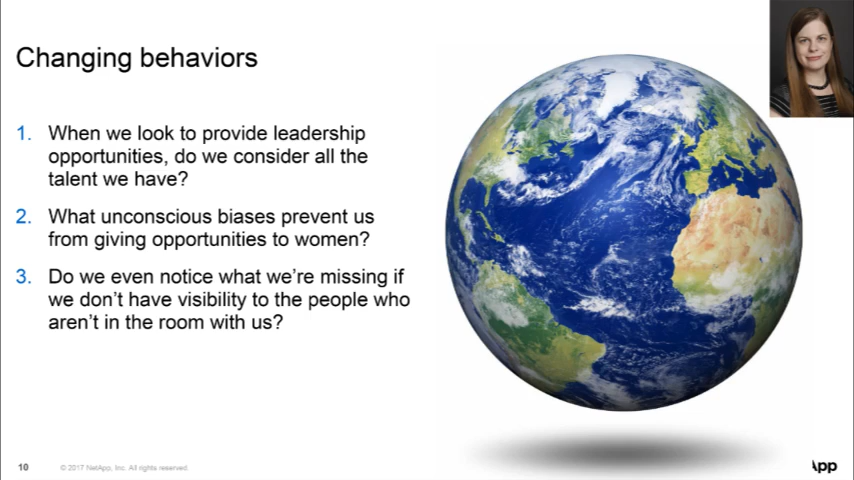 Changing behaviors
1. When we look to provide leadership
opportunities, do we consider all the
talent we have?
2. What unconscious biases prevent us
from giving opportunities to women?
3. Do we even notice what we're missing if
we don't have visibility to the people who
aren't in the room with us?
10 © 2017 NetApp, Inc. All rights reserved.
App